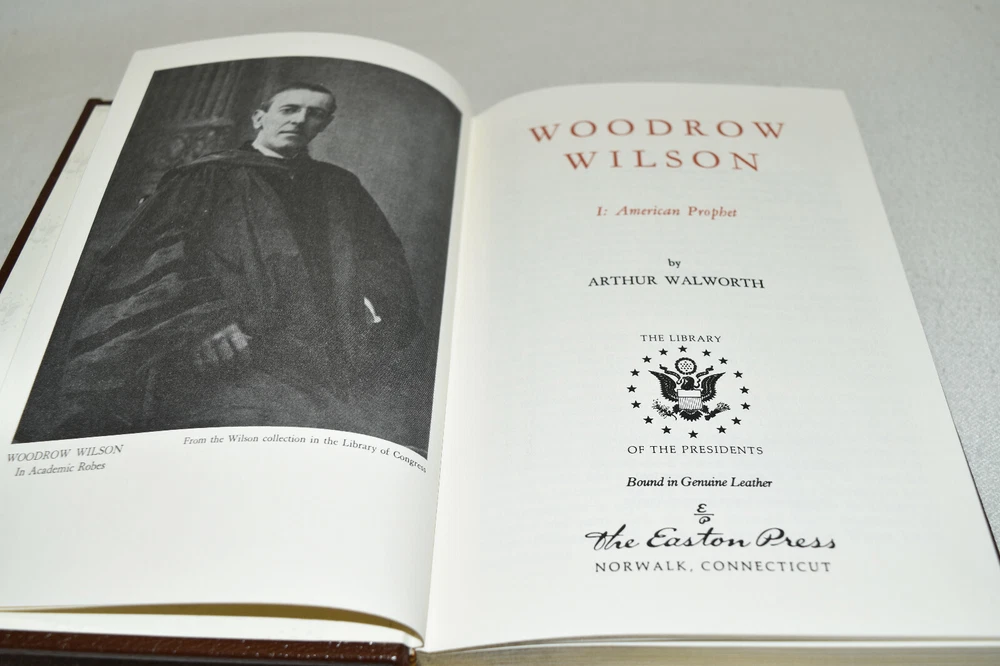 WOODROW WILSON
In Academic Robes
From the Wilson collection in the Library of Congress
WOODROW
WILSON
I: American Prophet
by
ARTHUR WALWORTH
THE LIBRARY
OF THE PRESIDENTS
Bound in Genuine Leather
E
P
the Easton Press
NORWALK, CONNECTICUT